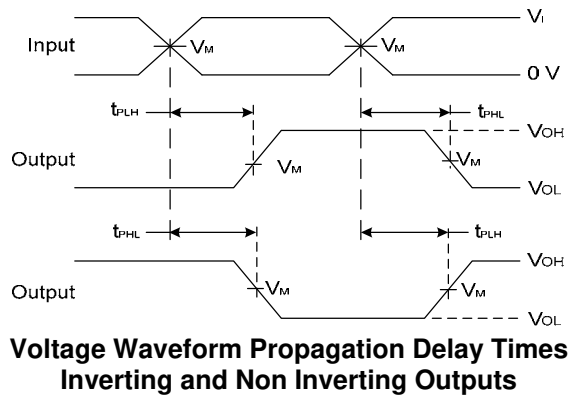 Vı
Input
VM
VM
0 V
tPLH
tPHL
VOH
Output
VM
VM
VOL
tPHL
tPLH
VOH
Output
VM
VM
VOL
Voltage Waveform Propagation Delay Times
Inverting and Non Inverting Outputs